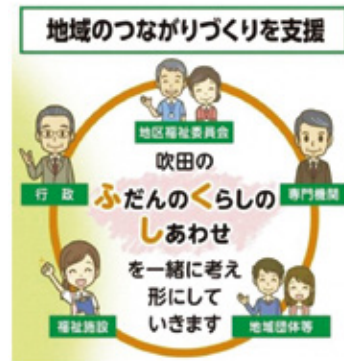 地域のつながりづくりを支援
地区福祉委員会
吹田の
行政
ふだんのくらしの
専門機関
しあわせ
を一緒に考え
形にして
福祉施設
いきます
地域団体等